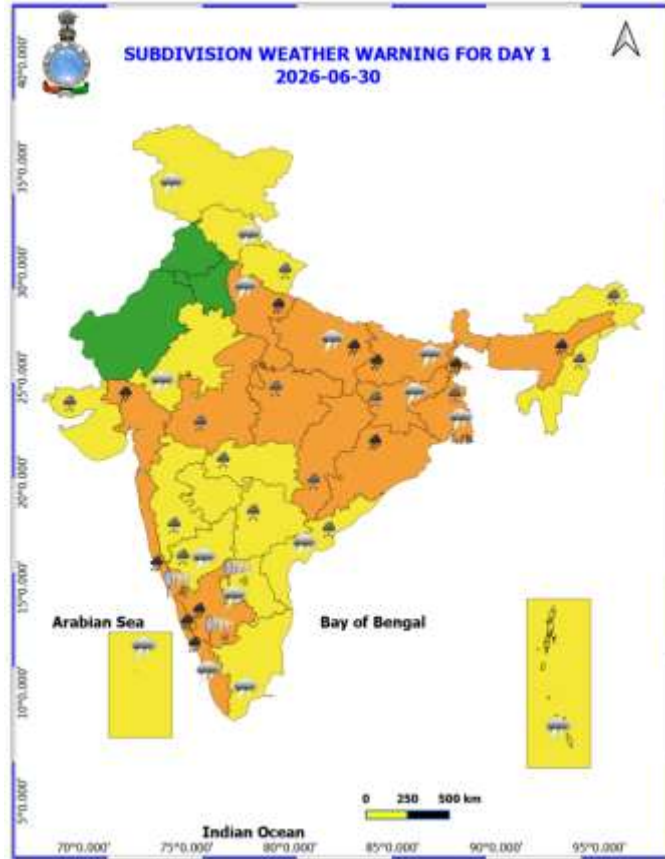 SUBDIVISION WEATHER WARNING FOR DAY 1
2026-06-30
40°0.000'
35°0.000'
30°0.000'
25°0.000'
20°0.000'
15°0.000'
10°0.000'
5°0.000'
Arabian Sea
Bay of Bengal
0 250 500 km
Indian Ocean
70°0.000' 75°0.000' 80°0.000' 85°0.000' 90°0.000' 95°0.000'